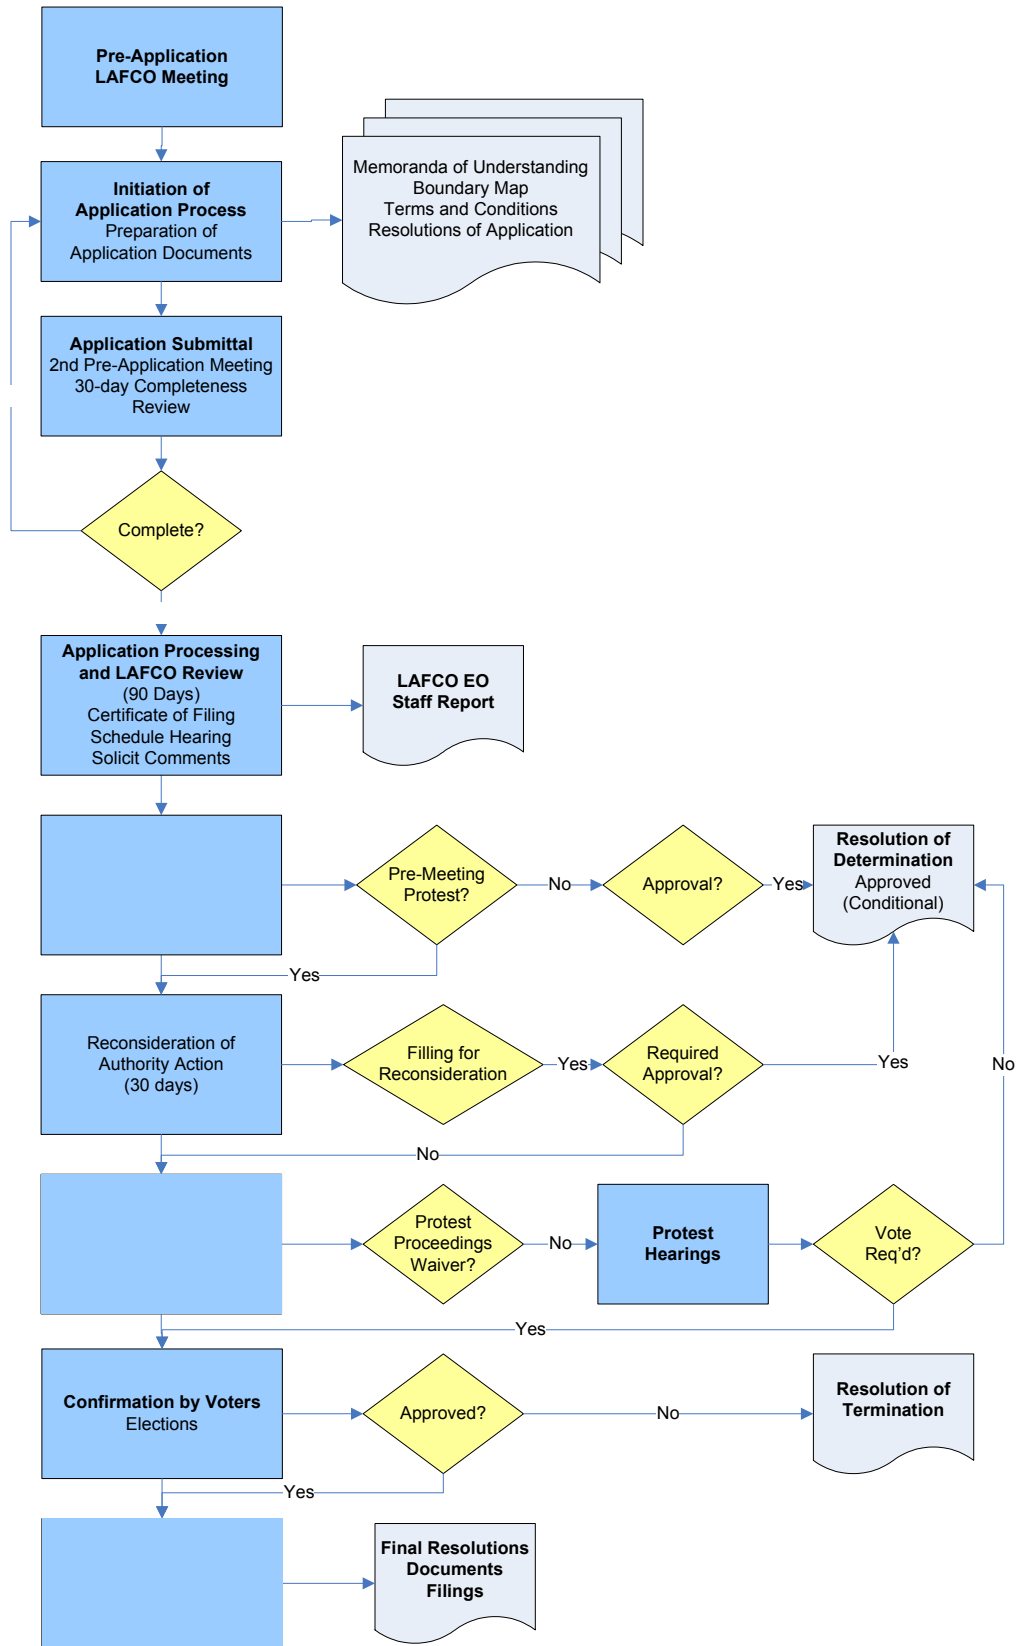 Pre-Application
LAFCO Meeting
Initiation of
Application Process
Preparation of
Application Documents
Memoranda of Understanding
Boundary Map
Terms and Conditions
Resolutions of Application
Application Submittal
2nd Pre-Application Meeting
30-day Completeness
Review
Complete?
Application Processing
and LAFCO Review
(90 Days)
Certificate of Filing
Schedule Hearing
Solicit Comments
LAFCO EO
Staff Report
Pre-Meeting
Protest?
No
Approval?
Yes
Resolution of
Determination
Approved
(Conditional)
Yes
Reconsideration of
Authority Action
(30 days)
Filling for
Reconsideration
Yes
Required
Approval?
Yes
No
No
Protest
Proceedings
Waiver?
No
Protest
Hearings
Vote
Req'd?
Yes
Confirmation by Voters
Elections
Approved?
No
Resolution of
Termination
Yes
Final Resolutions
Documents
Filings